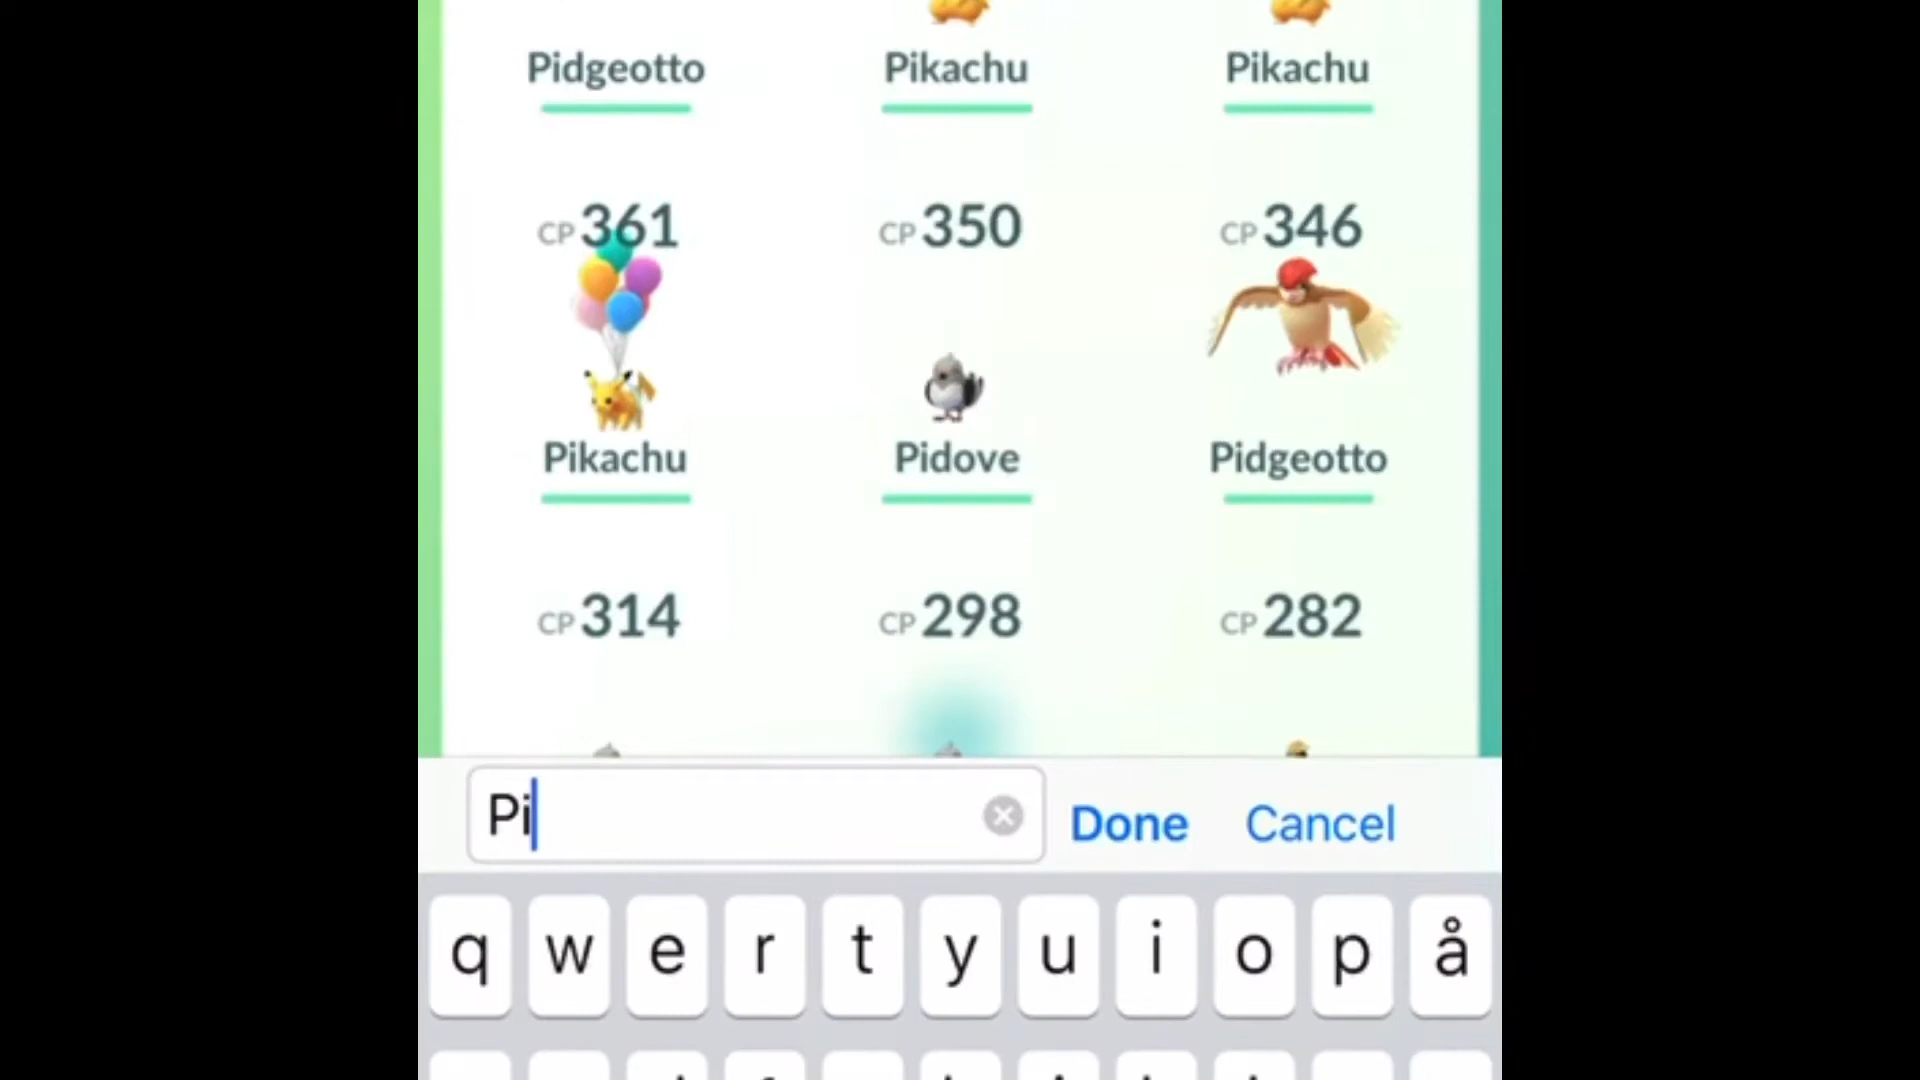 Pidgeotto Pikachu Pikachu
CP361 CP350 CP346
Pikachu Pidove Pidgeotto
CP314 CP298 CP282
Pi
Done Cancel
q w e r t y u i o p å